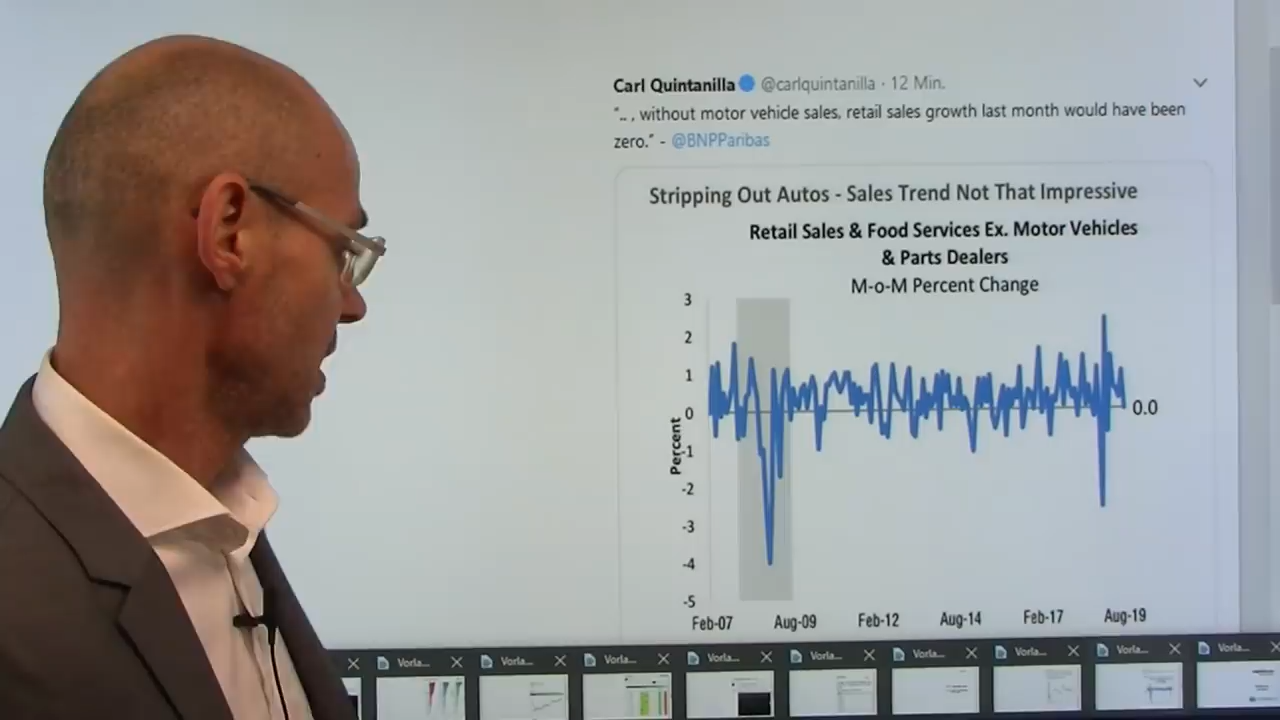 Carl Quintanilla @carlquintanilla · 12 Min.
".. , without motor vehicle sales, retail sales growth last month would have been
zero." - @BNPParibas
Stripping Out Autos - Sales Trend Not That Impressive
Retail Sales & Food Services Ex. Motor Vehicles
& Parts Dealers
M-o-M Percent Change
3
2
1
0
-1
-2
-3
-4
-5
Percent
0.0
Feb-07 Aug-09 Feb-12 Aug-14 Feb-17 Aug-19
Vorla... Vorla... Vorla... Vorla... Vorla... Vorla... Vorla... Vorla... Vorla...